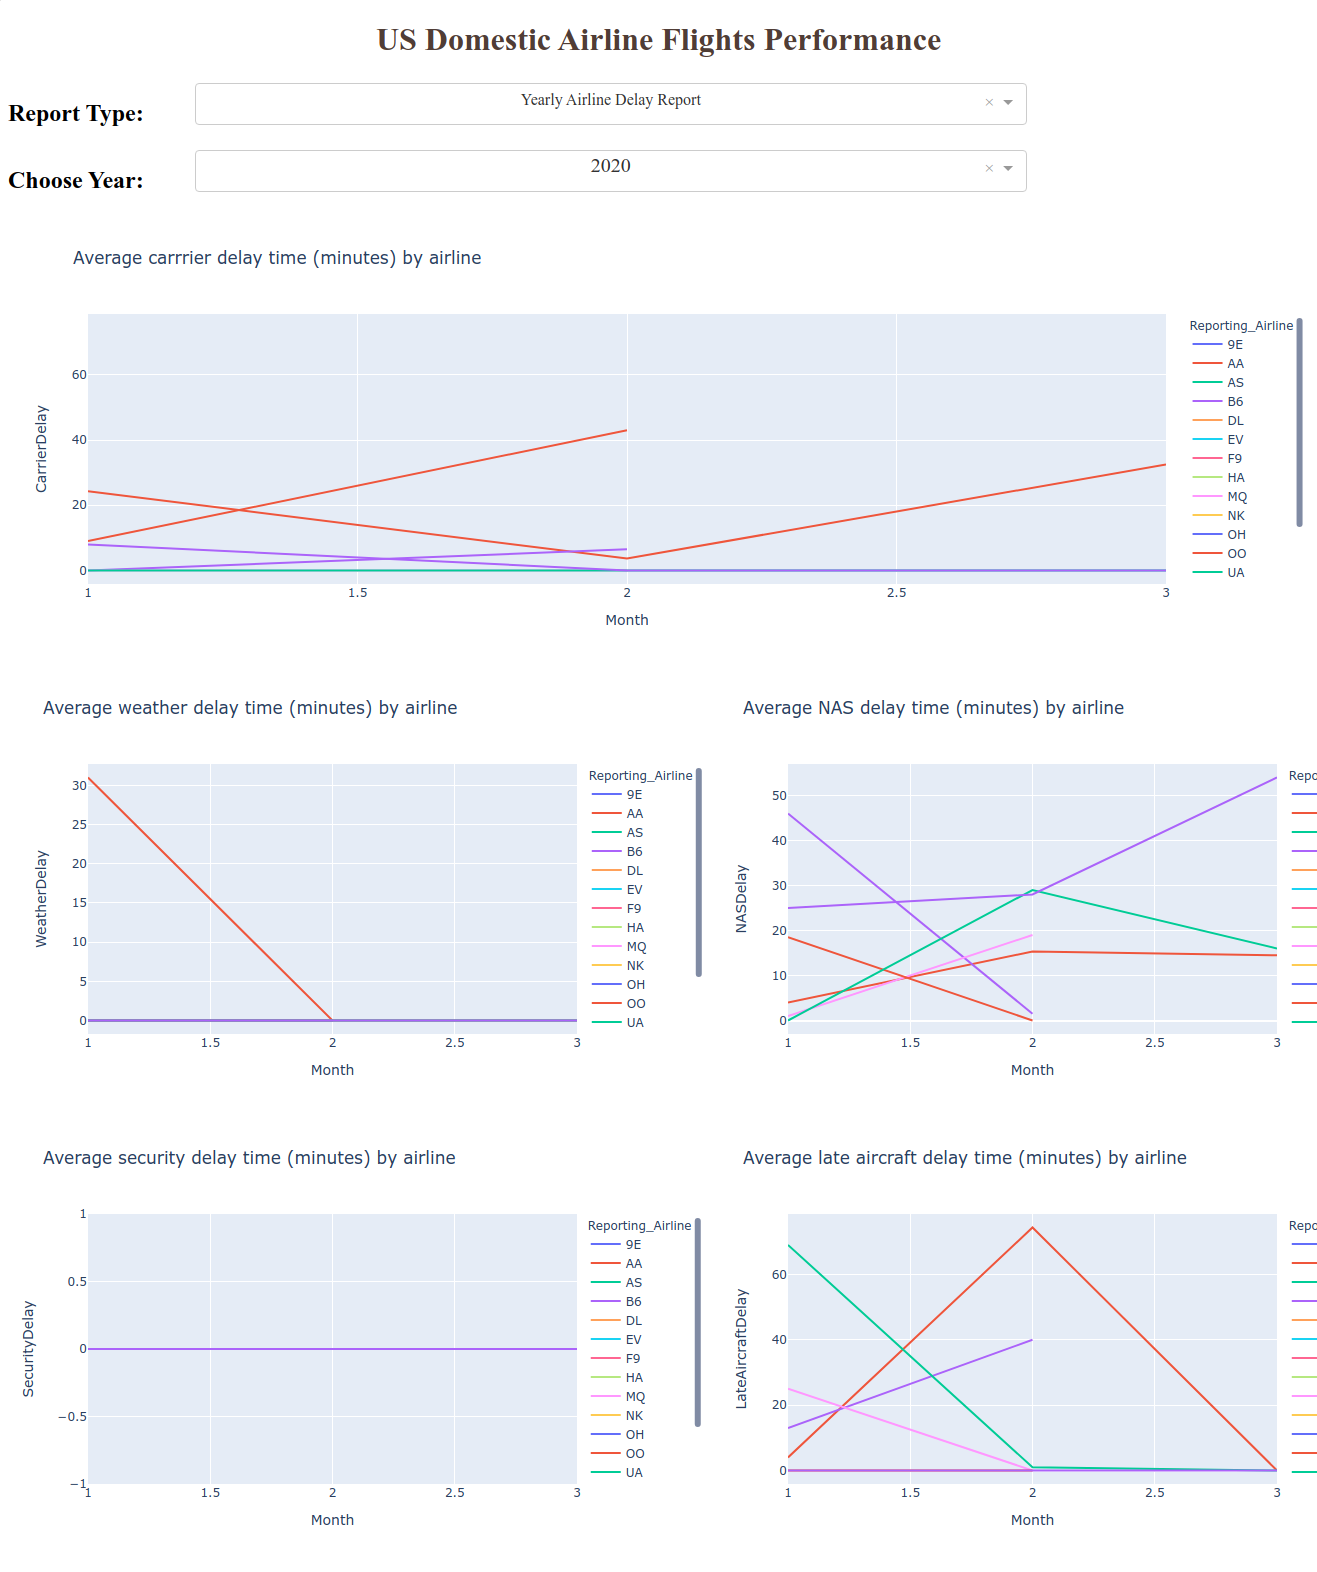 US Domestic Airline Flights Performance
Report Type:
Yearly Airline Delay Report
×
Choose Year:
2020
×
Average carrrier delay time (minutes) by airline
CarrierDelay
60
40
20
0
1
1.5
2
2.5
3
Month
Reporting_Airline
9E
AA
AS
B6
DL
EV
F9
HA
MQ
NK
OH
OO
UA
Average weather delay time (minutes) by airline
WeatherDelay
30
25
20
15
10
5
0
1
1.5
2
2.5
3
Month
Reporting_Airline
9E
AA
AS
B6
DL
EV
F9
HA
MQ
NK
OH
OO
UA
Average NAS delay time (minutes) by airline
NASDelay
50
40
30
20
10
0
1
1.5
2
2.5
3
Month
Repo
Average security delay time (minutes) by airline
SecurityDelay
1
0.5
0
−0.5
−1
1
1.5
2
2.5
3
Month
Reporting_Airline
9E
AA
AS
B6
DL
EV
F9
HA
MQ
NK
OH
OO
UA
Average late aircraft delay time (minutes) by airline
LateAircraftDelay
60
40
20
0
1
1.5
2
2.5
3
Month
Repo